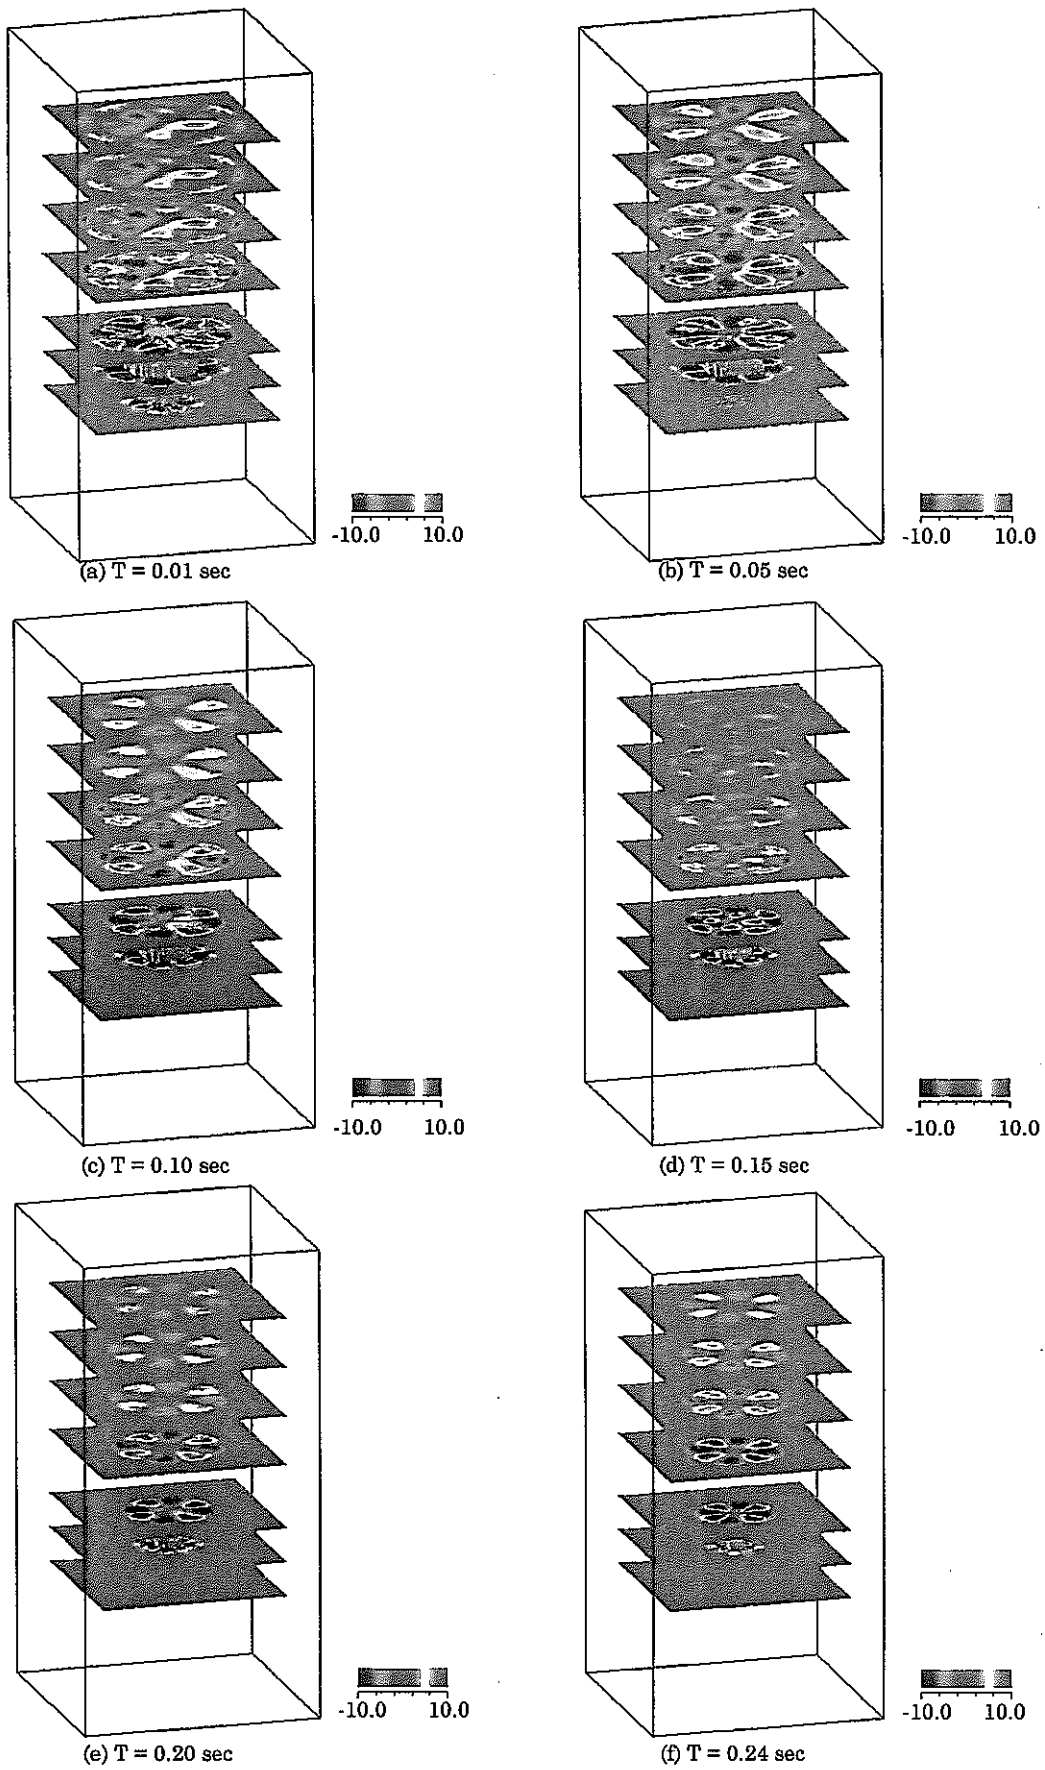 -10.0 10.0
(a) T = 0.01 sec
-10.0 10.0
(b) T = 0.05 sec
-10.0 10.0
(c) T = 0.10 sec
-10.0 10.0
(d) T = 0.15 sec
-10.0 10.0
(e) T = 0.20 sec
-10.0 10.0
(f) T = 0.24 sec